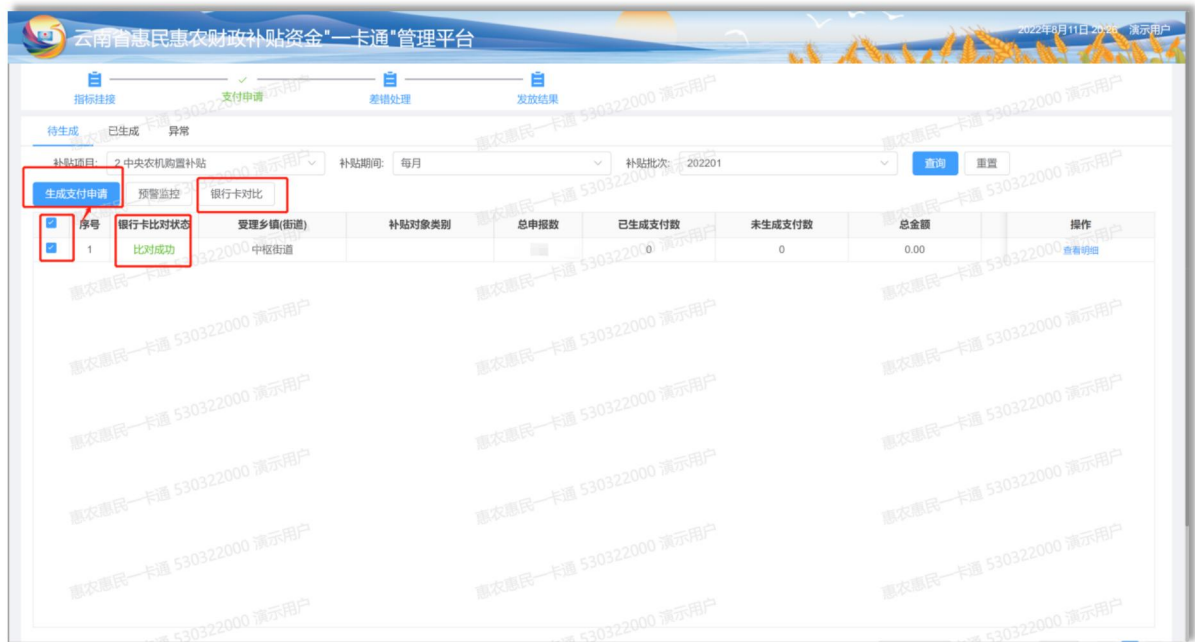 云南省惠民惠农财政补贴资金"一卡通"管理平台
2022年8月11日 20:26 演示用户
指标挂接 支付申请 差错处理 发放结果
待生成 已生成 异常
补贴项目: 2.中央农机购置补贴 补贴期间: 每月 补贴批次: 202201 查询 重置
生成支付申请 预警监控 银行卡对比
序号 银行卡比对状态 受理乡镇(街道) 补贴对象类别 总申报数 已生成支付数 未生成支付数 总金额 操作
1 比对成功 中枢街道 0 0 0.00 查看明细
惠农惠民一卡通 530322000 演示用户